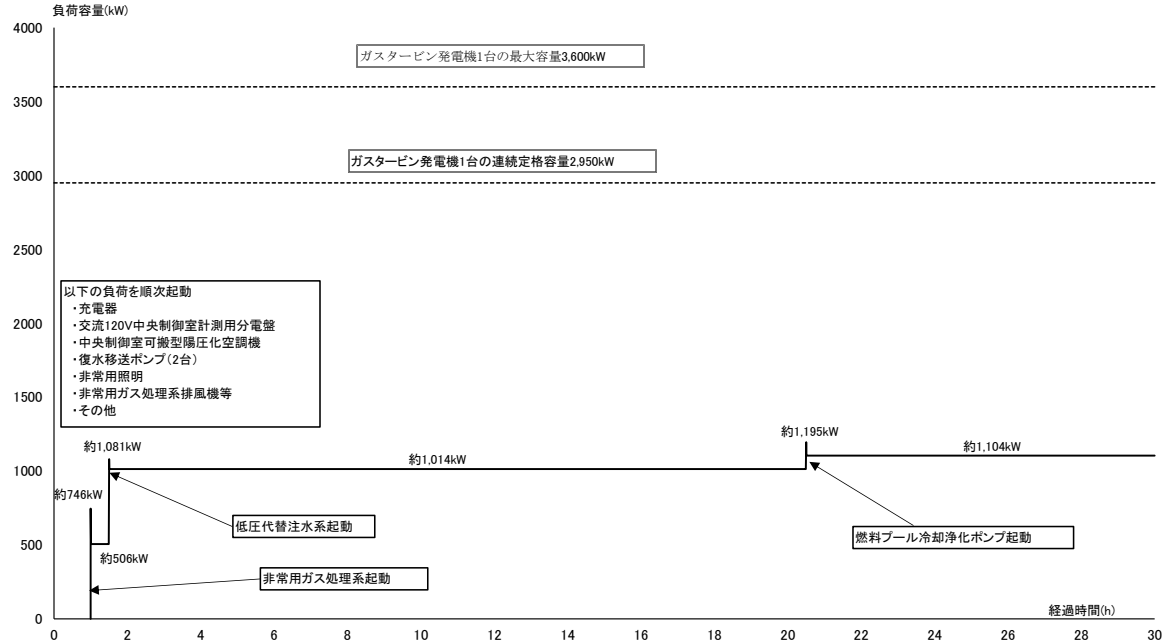 負荷容量(kW)
4000
ガスタービン発電機1台の最大容量3,600kW
3500
ガスタービン発電機1台の連続定格容量2,950kW
3000
2500
以下の負荷を順次起動
・充電器
・交流120V中央制御室計測用分電盤
・中央制御室可搬型陽圧化空調機
・復水移送ポンプ(2台)
・非常用照明
・非常用ガス処理系排風機等
・その他
2000
1500
約1,081kW
約1,195kW
約1,104kW
約1,014kW
1000
約746kW
低圧代替注水系起動
燃料プール冷却浄化ポンプ起動
500
約506kW
非常用ガス処理系起動
経過時間(h)
0
0 2 4 6 8 10 12 14 16 18 20 22 24 26 28 30